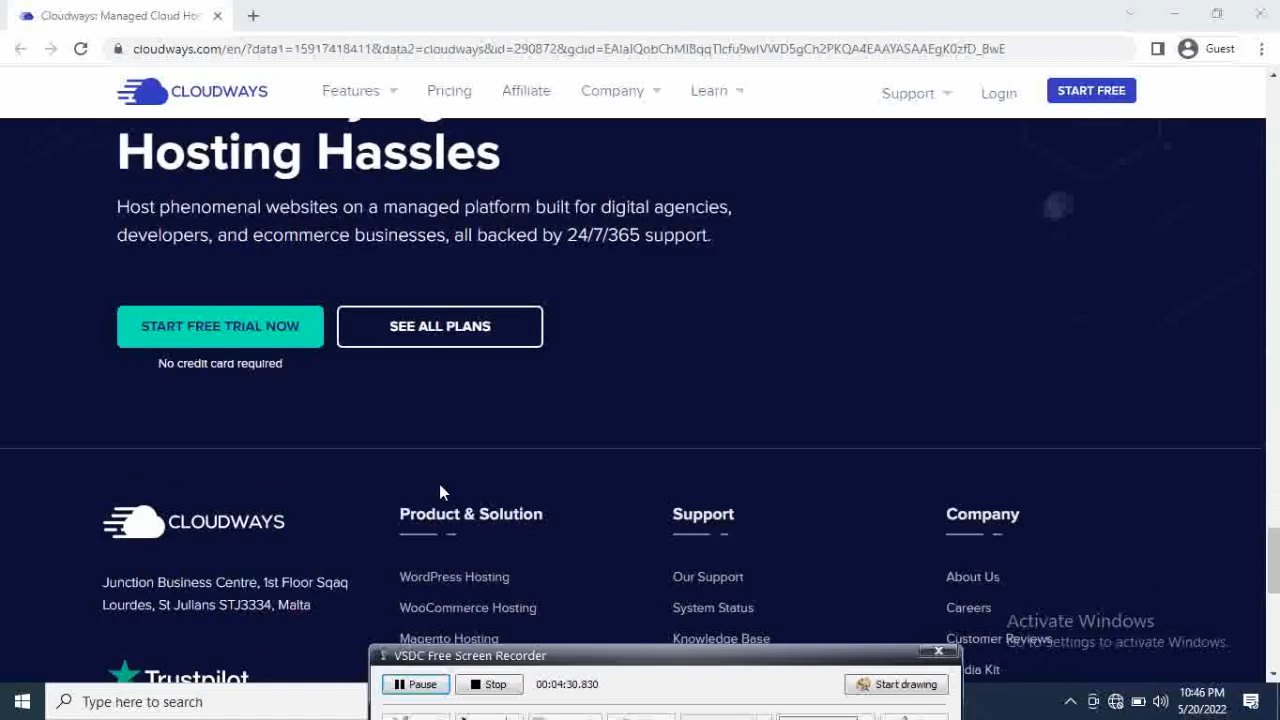 Cloudways: Managed Cloud Ho
cloudways.com/en/?data1=15917418411&data2=cloudways&id=290872&gclid=
Guest
CLOUDWAYS
Features
Pricing
Affiliate
Company
Learn
Support
Login
START FREE
Hosting Hassles
Host phenomenal websites on a managed platform built for digital agencies,
developers, and ecommerce businesses, all backed by 24/7/365 support.
START FREE TRIAL NOW
SEE ALL PLANS
No credit card required
CLOUDWAYS
Junction Business Centre, 1st Floor Sqaq
Lourdes, St Julians STJ3334, Malta
Trustpilot
Product & Solution
WordPress Hosting
WooCommerce Hosting
Magento Hosting
Support
Our Support
System Status
Knowledge Base
Company
About Us
Careers
Customer Reviews
dia Kit
Activate Windows
Go to Settings to activate Windows.
VSDC Free Screen Recorder
Pause
Stop
00:04:30.830
Start drawing
Type here to search
10:46 PM
5/20/2022